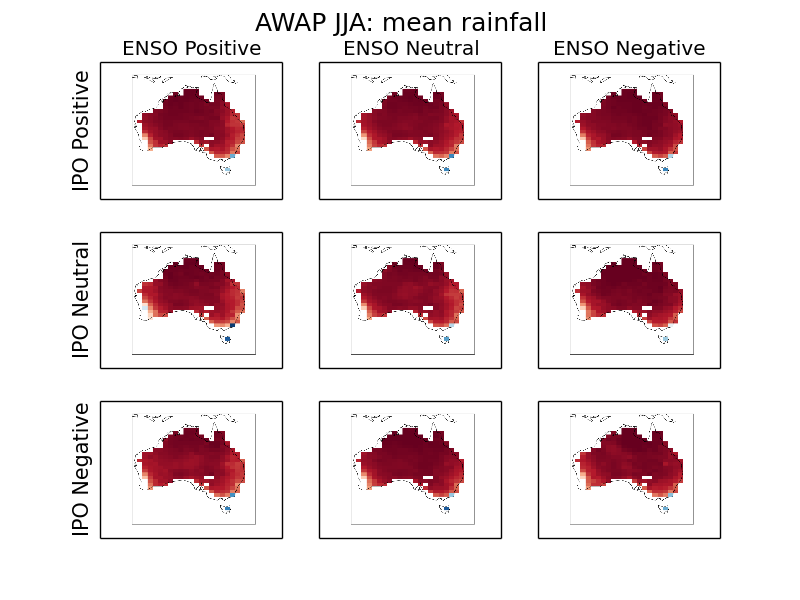 AWAP JJA: mean rainfall
ENSO Positive
ENSO Neutral
ENSO Negative
IPO Positive
IPO Neutral
IPO Negative